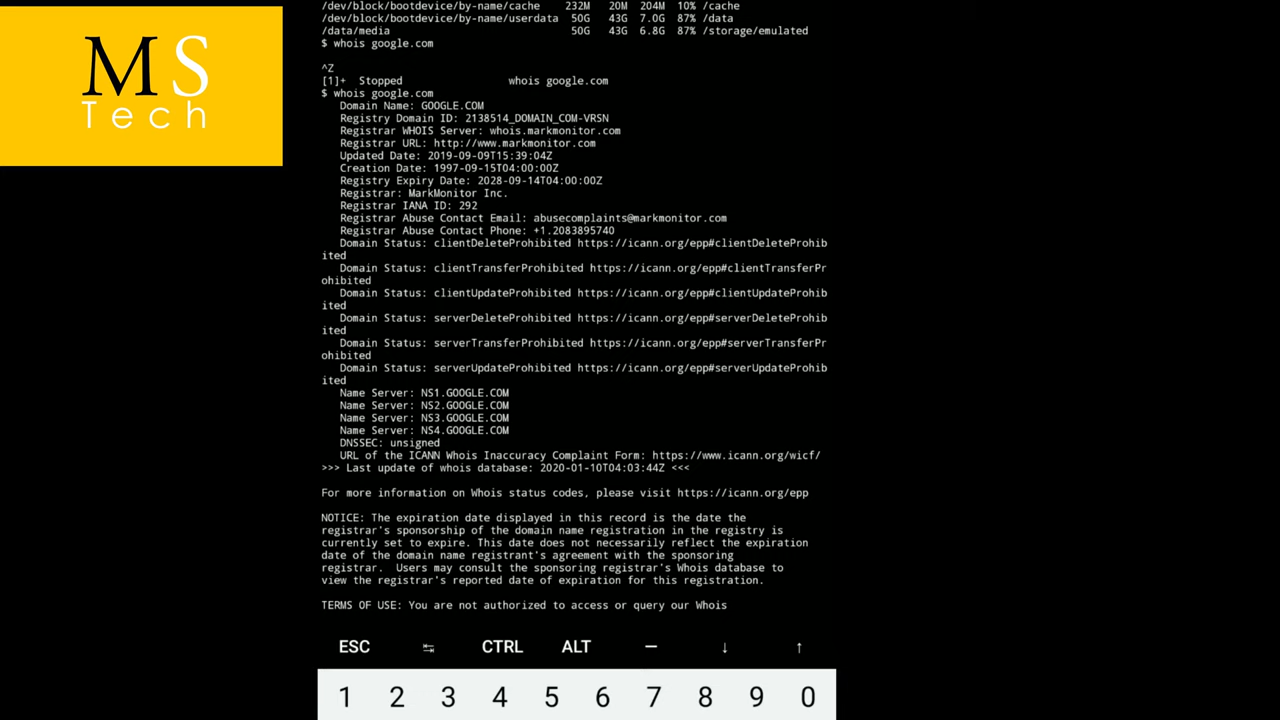 MS
Tech
/dev/block/bootdevice/by-name/cache 232M 20M 204M 10% /cache
/dev/block/bootdevice/by-name/userdata 50G 43G 7.0G 87% /data
/data/media 50G 43G 6.8G 87% /storage/emulated
$ whois google.com
^Z
[1]+ Stopped whois google.com
$ whois google.com
Domain Name: GOOGLE.COM
Registry Domain ID: 2138514_DOMAIN_COM-VRSN
Registrar WHOIS Server: whois.markmonitor.com
Registrar URL: http://www.markmonitor.com
Updated Date: 2019-09-09T15:39:04Z
Creation Date: 1997-09-15T04:00:00Z
Registry Expiry Date: 2028-09-14T04:00:00Z
Registrar: MarkMonitor Inc.
Registrar IANA ID: 292
Registrar Abuse Contact Email: abusecomplaints@markmonitor.com
Registrar Abuse Contact Phone: +1.2083895740
Domain Status: clientDeleteProhibited https://icann.org/epp#clientDeleteProhib
ited
Domain Status: clientTransferProhibited https://icann.org/epp#clientTransferPr
ohibited
Domain Status: clientUpdateProhibited https://icann.org/epp#clientUpdateProhib
ited
Domain Status: serverDeleteProhibited https://icann.org/epp#serverDeleteProhib
ited
Domain Status: serverTransferProhibited https://icann.org/epp#serverTransferPr
ohibited
Domain Status: serverUpdateProhibited https://icann.org/epp#serverUpdateProhib
ited
Name Server: NS1.GOOGLE.COM
Name Server: NS2.GOOGLE.COM
Name Server: NS3.GOOGLE.COM
Name Server: NS4.GOOGLE.COM
DNSSEC: unsigned
URL of the ICANN Whois Inaccuracy Complaint Form: https://www.icann.org/wicf/
>>> Last update of whois database: 2020-01-10T04:03:44Z <<<
For more information on Whois status codes, please visit https://icann.org/epp
NOTICE: The expiration date displayed in this record is the date the
registrar's sponsorship of the domain name registration in the registry is
currently set to expire. This date does not necessarily reflect the expiration
date of the domain name registrant's agreement with the sponsoring
registrar. Users may consult the sponsoring registrar's Whois database to
view the registrar's reported date of expiration for this registration.
TERMS OF USE: You are not authorized to access or query our Whois
ESC ↹ CTRL ALT — ↓ ↑
1 2 3 4 5 6 7 8 9 0